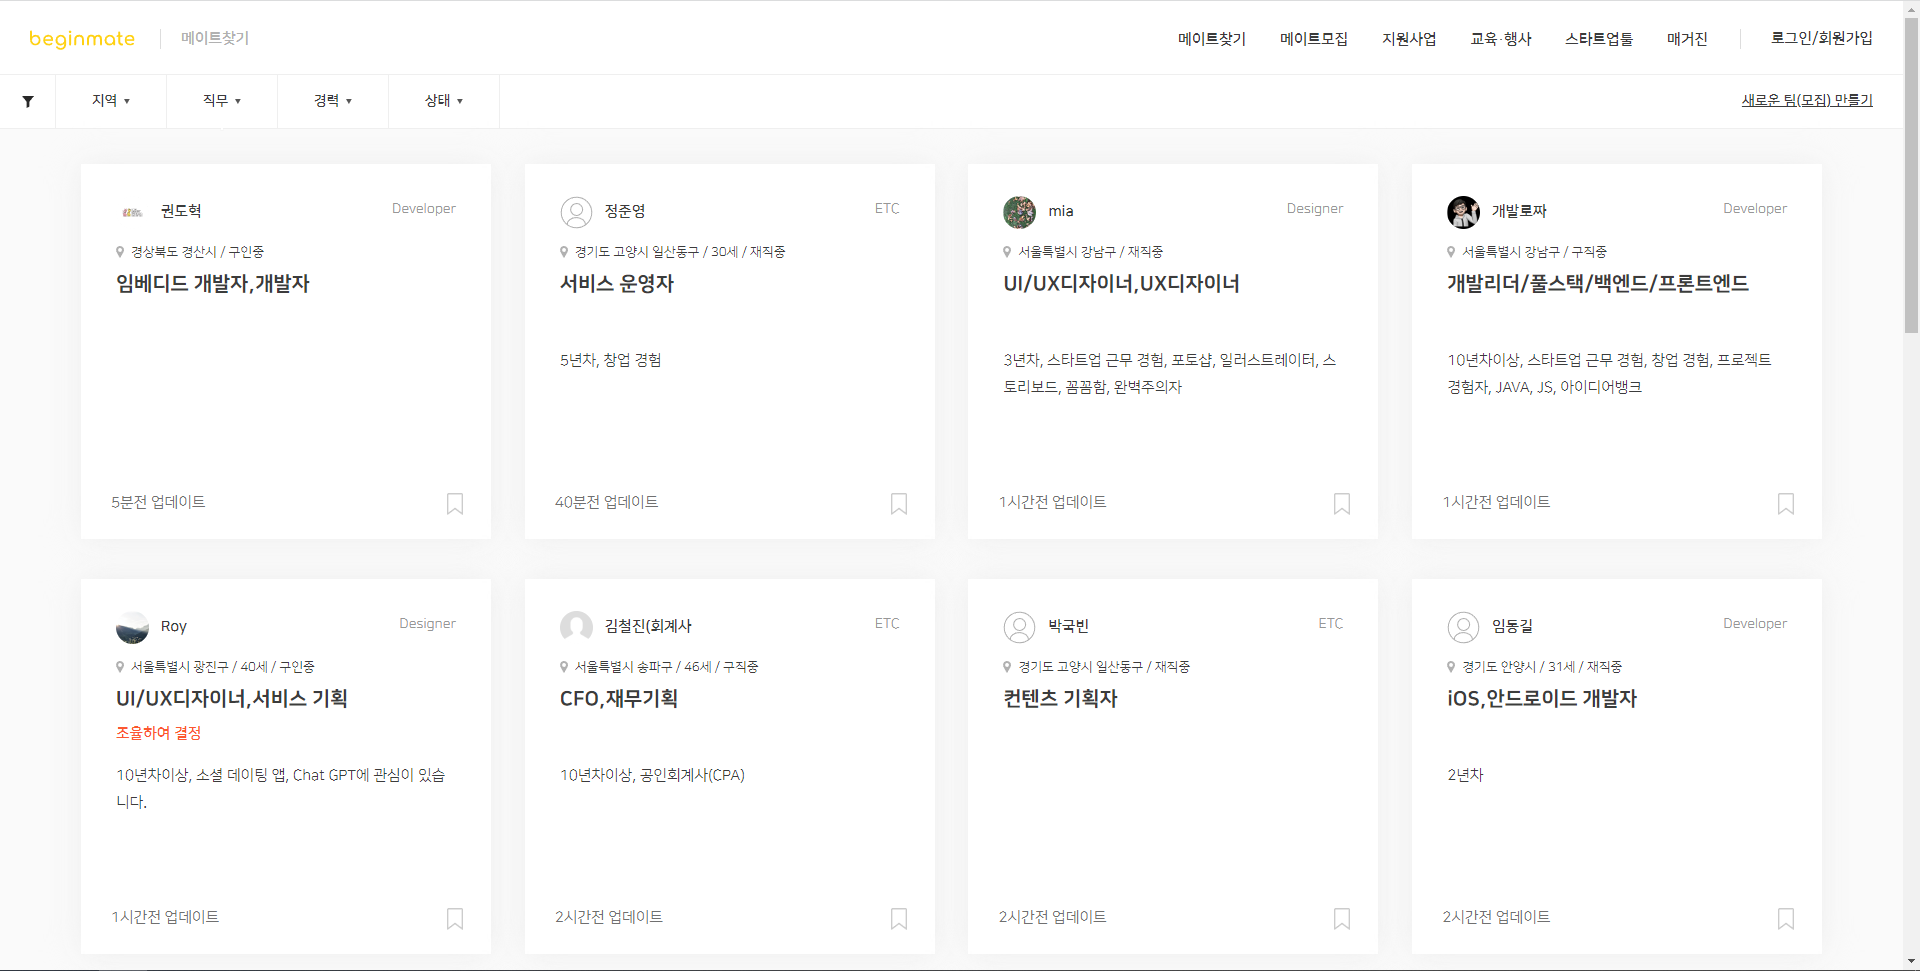 beginmate
메이트찾기
메이트찾기
메이트모집
지원사업
교육·행사
스타트업툴
매거진
로그인/회원가입
지역 ▼
직무 ▼
경력 ▼
상태 ▼
새로운 팀(모집) 만들기
권도혁
Developer
경상북도 경산시 / 구인중
임베디드 개발자,개발자
5분전 업데이트
정준영
ETC
경기도 고양시 일산동구 / 30세 / 재직중
서비스 운영자
5년차, 창업 경험
40분전 업데이트
mia
Designer
서울특별시 강남구 / 재직중
UI/UX디자이너,UX디자이너
3년차, 스타트업 근무 경험, 포토샵, 일러스트레이터, 스
토리보드, 꼼꼼함, 완벽주의자
1시간전 업데이트
개발로짜
Developer
서울특별시 강남구 / 구직중
개발리더/풀스택/백엔드/프론트엔드
10년차이상, 스타트업 근무 경험, 창업 경험, 프로젝트
경험자, JAVA, JS, 아이디어뱅크
1시간전 업데이트
Roy
Designer
서울특별시 광진구 / 40세 / 구인중
UI/UX디자이너,서비스 기획
조율하여 결정
10년차이상, 소셜 데이팅 앱, Chat GPT에 관심이 있습
니다.
1시간전 업데이트
김철진(회계사
ETC
서울특별시 송파구 / 46세 / 구직중
CFO,재무기획
10년차이상, 공인회계사(CPA)
2시간전 업데이트
박국빈
ETC
경기도 고양시 일산동구 / 재직중
컨텐츠 기획자
2시간전 업데이트
임동길
Developer
경기도 안양시 / 31세 / 재직중
iOS,안드로이드 개발자
2년차
2시간전 업데이트